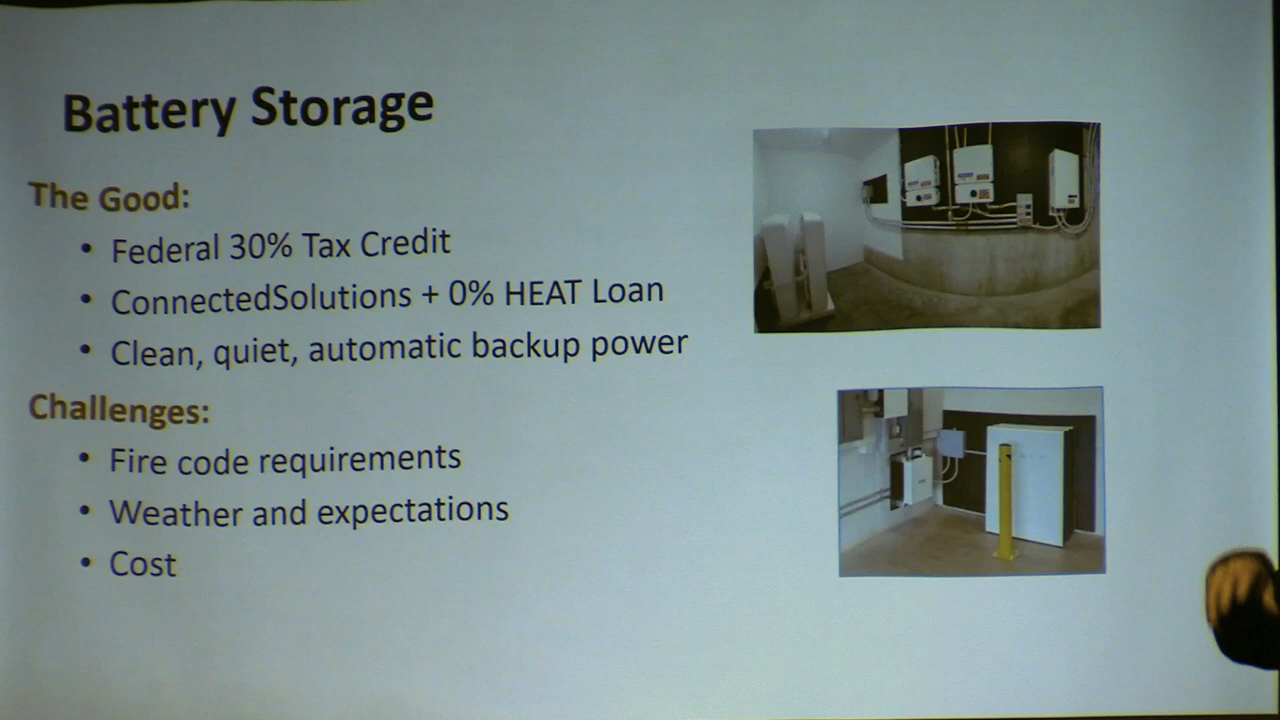 Battery Storage
The Good:
• Federal 30% Tax Credit
• ConnectedSolutions + 0% HEAT Loan
• Clean, quiet, automatic backup power
Challenges:
• Fire code requirements
• Weather and expectations
• Cost